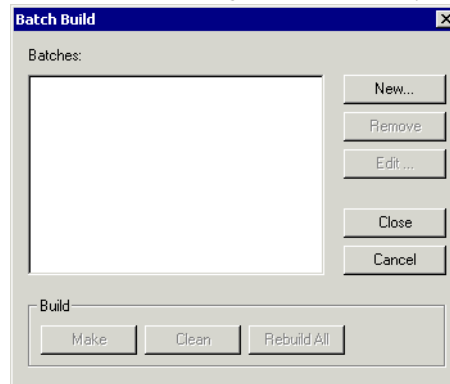 Batch Build
Batches:
New...
Remove
Edit ...
Close
Cancel
Build
Make
Clean
Rebuild All